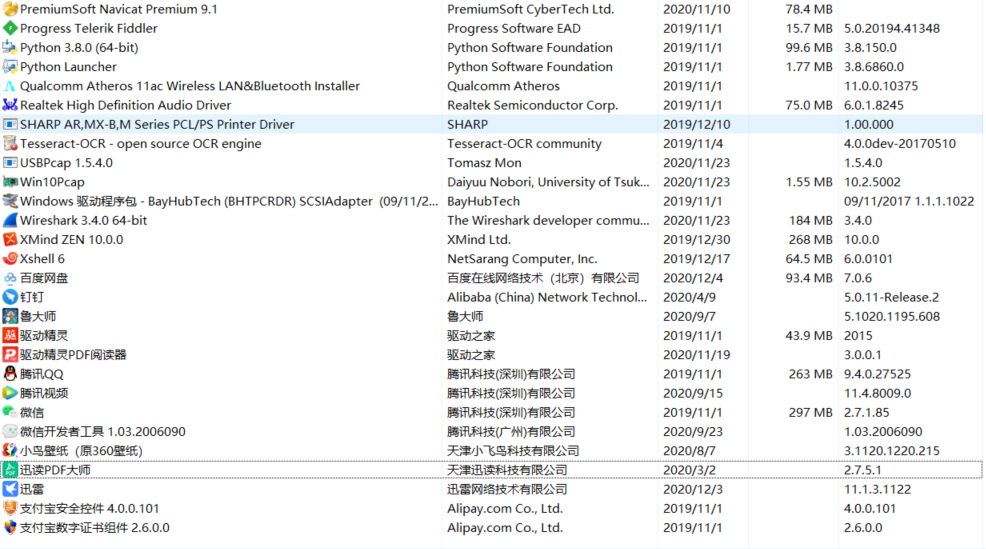 PremiumSoft Navicat Premium 9.1 PremiumSoft CyberTech Ltd. 2020/11/10 78.4 MB
Progress Telerik Fiddler Progress Software EAD 2019/11/1 15.7 MB 5.0.20194.41348
Python 3.8.0 (64-bit) Python Software Foundation 2019/11/1 99.6 MB 3.8.150.0
Python Launcher Python Software Foundation 2019/11/1 1.77 MB 3.8.6860.0
Qualcomm Atheros 11ac Wireless LAN&Bluetooth Installer Qualcomm Atheros 2019/11/1 11.0.0.10375
Realtek High Definition Audio Driver Realtek Semiconductor Corp. 2019/11/1 75.0 MB 6.0.1.8245
SHARP AR,MX-B,M Series PCL/PS Printer Driver SHARP 2019/12/10 1.00.000
Tesseract-OCR - open source OCR engine Tesseract-OCR community 2019/11/4 4.0.0dev-20170510
USBPcap 1.5.4.0 Tomasz Mon 2020/11/23 1.5.4.0
Win10Pcap Daiyuu Nobori, University of Tsuk... 2020/11/23 1.55 MB 10.2.5002
Windows 驱动程序包 - BayHubTech (BHTPCRDR) SCSIAdapter (09/11/2... BayHubTech 2019/11/1 09/11/2017 1.1.1.1022
Wireshark 3.4.0 64-bit The Wireshark developer commu... 2020/11/23 184 MB 3.4.0
XMind ZEN 10.0.0 XMind Ltd. 2019/12/30 268 MB 10.0.0
Xshell 6 NetSarang Computer, Inc. 2019/12/17 64.5 MB 6.0.0101
百度网盘 百度在线网络技术（北京）有限公司 2020/12/4 93.4 MB 7.0.6
钉钉 Alibaba (China) Network Technol... 2020/4/9 5.0.11-Release.2
鲁大师 鲁大师 2020/9/7 5.1020.1195.608
驱动精灵 驱动之家 2019/11/1 43.9 MB 2015
驱动精灵PDF阅读器 驱动之家 2020/11/19 3.0.0.1
腾讯QQ 腾讯科技(深圳)有限公司 2019/11/1 263 MB 9.4.0.27525
腾讯视频 腾讯科技(深圳)有限公司 2020/9/15 11.4.8009.0
微信 腾讯科技(深圳)有限公司 2019/11/1 297 MB 2.7.1.85
微信开发者工具 1.03.2006090 腾讯科技(广州)有限公司 2020/9/23 1.03.2006090
小鸟壁纸（原360壁纸) 天津小飞鸟科技有限公司 2020/8/7 3.1120.1220.215
迅读PDF大师 天津迅读科技有限公司 2020/3/2 2.7.5.1
迅雷 迅雷网络技术有限公司 2020/12/3 11.1.3.1122
支付宝安全控件 4.0.0.101 Alipay.com Co., Ltd. 2019/11/1 4.0.0.101
支付宝数字证书组件 2.6.0.0 Alipay.com Co., Ltd. 2019/11/1 2.6.0.0